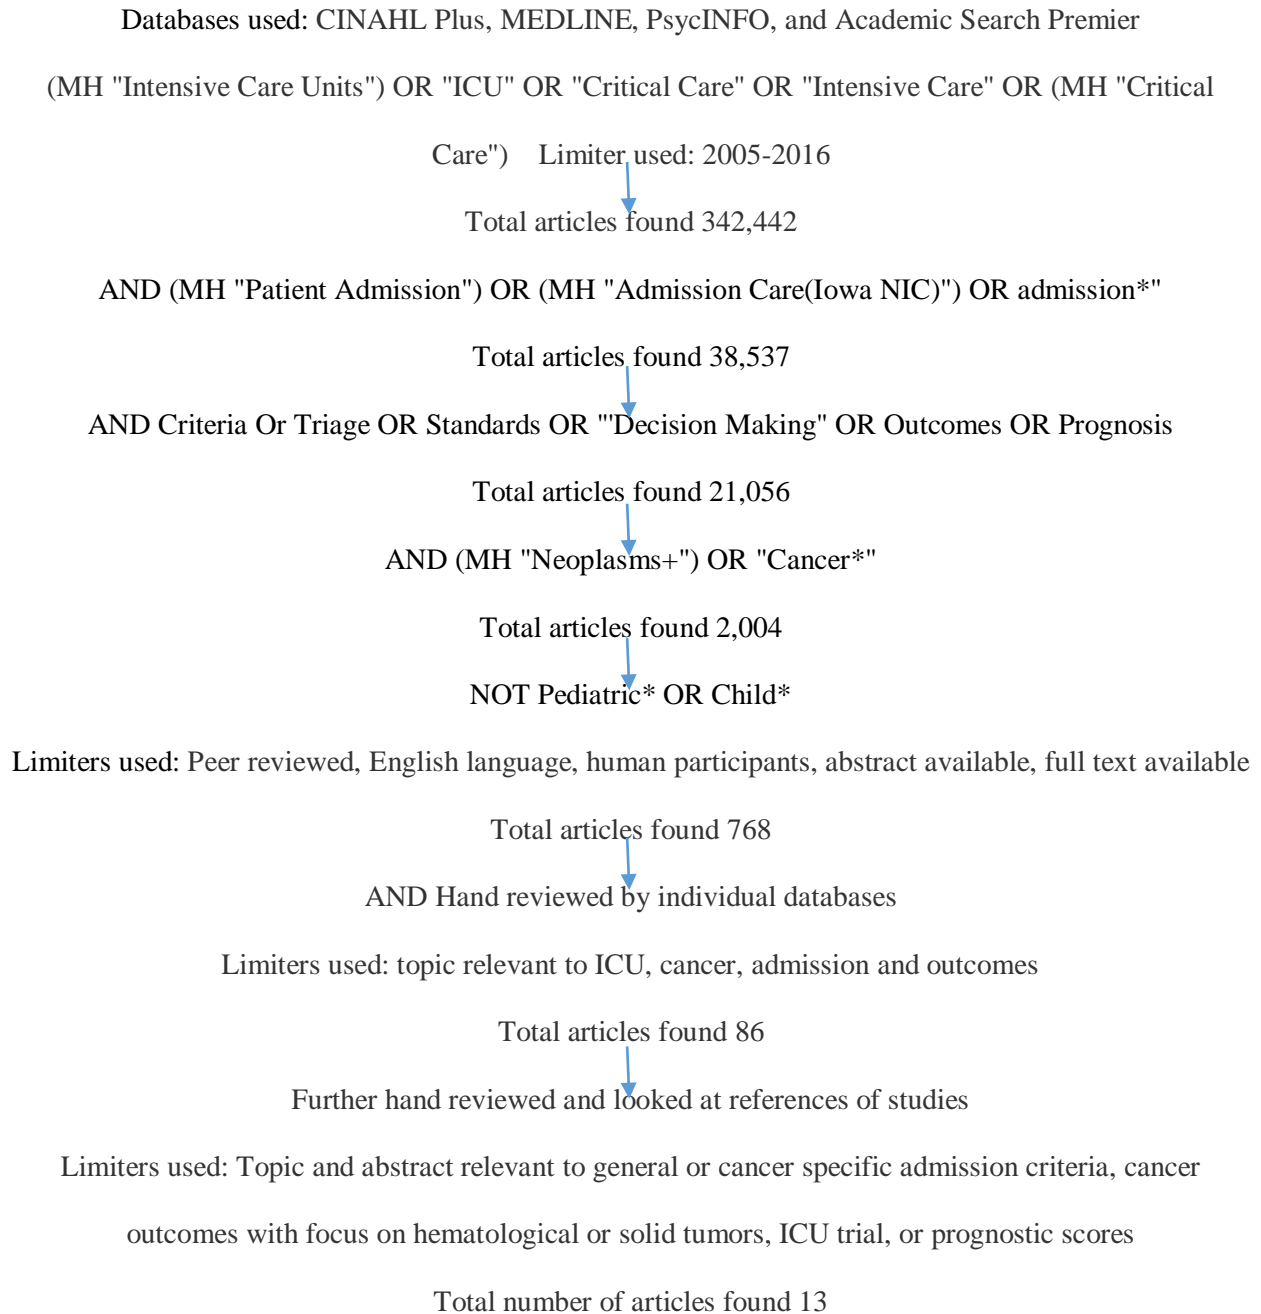 Databases used: CINAHL Plus, MEDLINE, PsycINFO, and Academic Search Premier
(MH "Intensive Care Units") OR "ICU" OR "Critical Care" OR "Intensive Care" OR (MH "Critical
Care") Limiter used: 2005-2016
Total articles found 342,442
AND (MH "Patient Admission") OR (MH "Admission Care(Iowa NIC)") OR admission*"
Total articles found 38,537
AND Criteria Or Triage OR Standards OR "'Decision Making" OR Outcomes OR Prognosis
Total articles found 21,056
AND (MH "Neoplasms+") OR "Cancer*"
Total articles found 2,004
NOT Pediatric* OR Child*
Limiters used: Peer reviewed, English language, human participants, abstract available, full text available
Total articles found 768
AND Hand reviewed by individual databases
Limiters used: topic relevant to ICU, cancer, admission and outcomes
Total articles found 86
Further hand reviewed and looked at references of studies
Limiters used: Topic and abstract relevant to general or cancer specific admission criteria, cancer
outcomes with focus on hematological or solid tumors, ICU trial, or prognostic scores
Total number of articles found 13